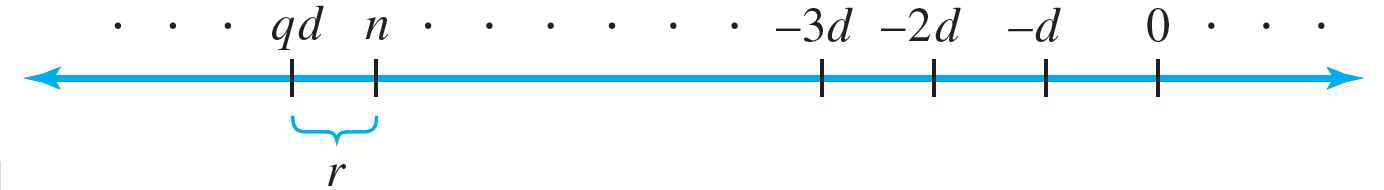 · · · qd n · · · · · · –3d –2d –d 0 · · ·
r